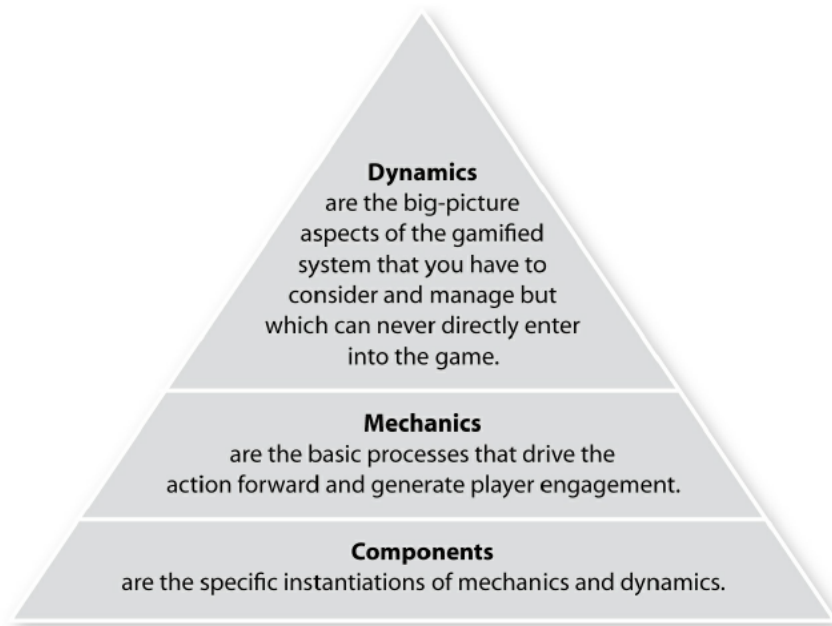 Dynamics
are the big-picture
aspects of the gamified
system that you have to
consider and manage but
which can never directly enter
into the game.
Mechanics
are the basic processes that drive the
action forward and generate player engagement.
Components
are the specific instantiations of mechanics and dynamics.